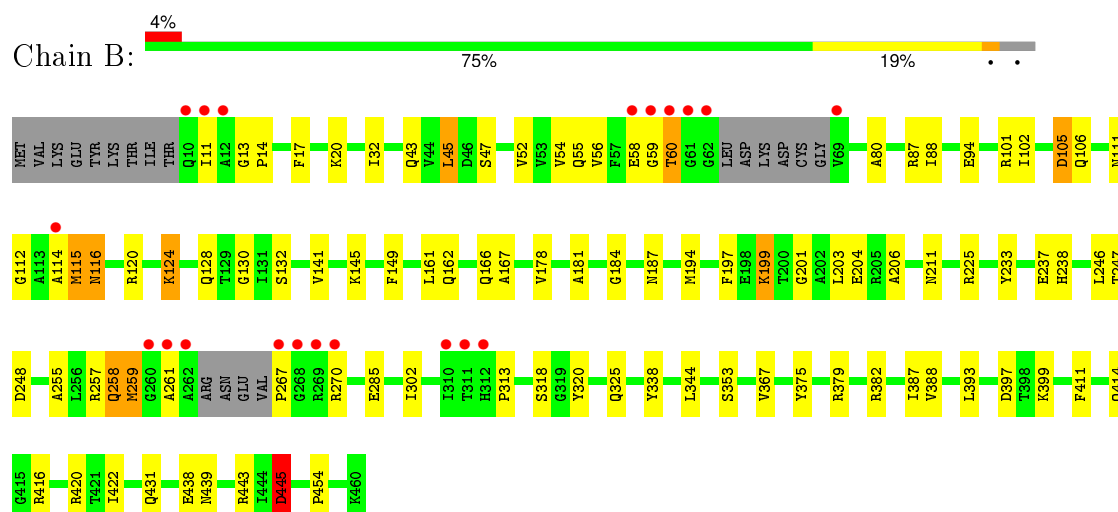 4%
Chain B:
75% 19% • •
MET VAL LYS GLU TYR LYS THR ILE THR Q10 I11 A12 G13 P14 F17 K20 I32 Q43 V44 L45 D46 S47 V52 V53 V54 Q55 V56 F57 E58 G59 T60 G61 G62 LEU ASP LYS ASP CYS GLY V69 A80 R87 I88 E94 R101 I102 D105 Q106 N111
G112 A113 A114 M115 N116 R120 K124 Q128 T129 G130 I131 S132 V141 K145 F149 L161 Q162 Q166 A167 V178 A181 G184 N187 M194 F197 E198 K199 T200 G201 A202 L203 E204 R205 A206 N211 R225 Y233 E237 H238 L246 T247
D248 A255 L256 R257 Q258 M259 G260 A261 A262 ARG ASN GLU VAL P267 G268 R269 R270 E285 I302 I310 T311 H312 P313 S318 G319 Y320 Q325 Y338 L344 S353 V367 Y375 R379 R382 I387 V388 L393 D397 T398 K399 F411 Q414
G415 R416 R420 T421 I422 Q431 E438 N439 R443 I444 D445 P454 K460